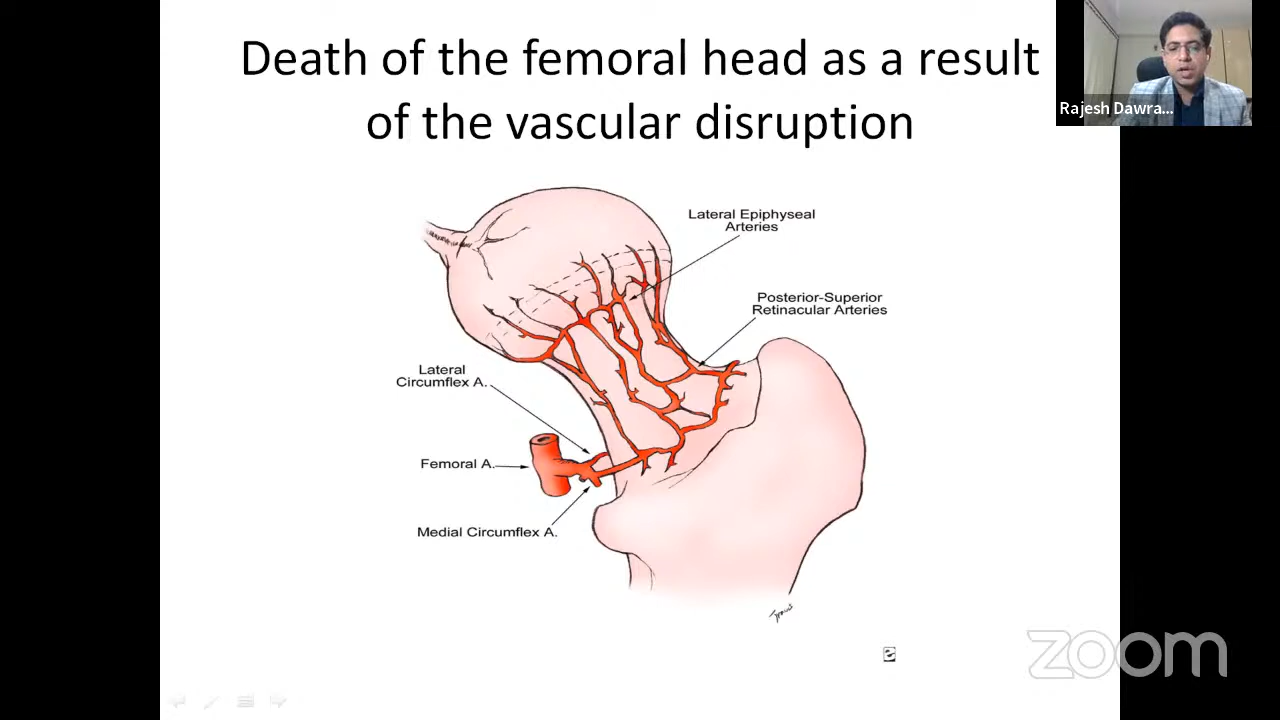 Death of the femoral head as a result
of the vascular disruption
Rajesh Dawra...
Lateral Epiphyseal
Arteries
Posterior-Superior
Retinacular Arteries
Lateral
Circumflex A.
Femoral A.
Medial Circumflex A.
zoom